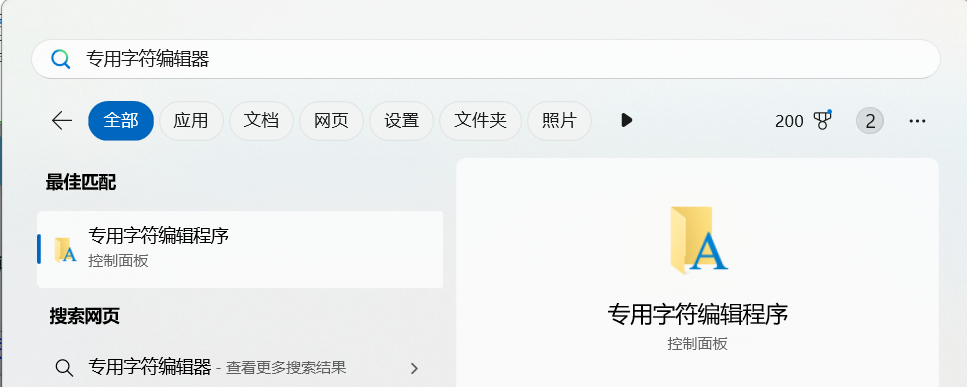 专用字符编辑器
全部 应用 文档 网页 设置 文件夹 照片 200 2
最佳匹配
专用字符编辑程序
控制面板
搜索网页
专用字符编辑器 - 查看更多搜索结果
A
专用字符编辑程序
控制面板